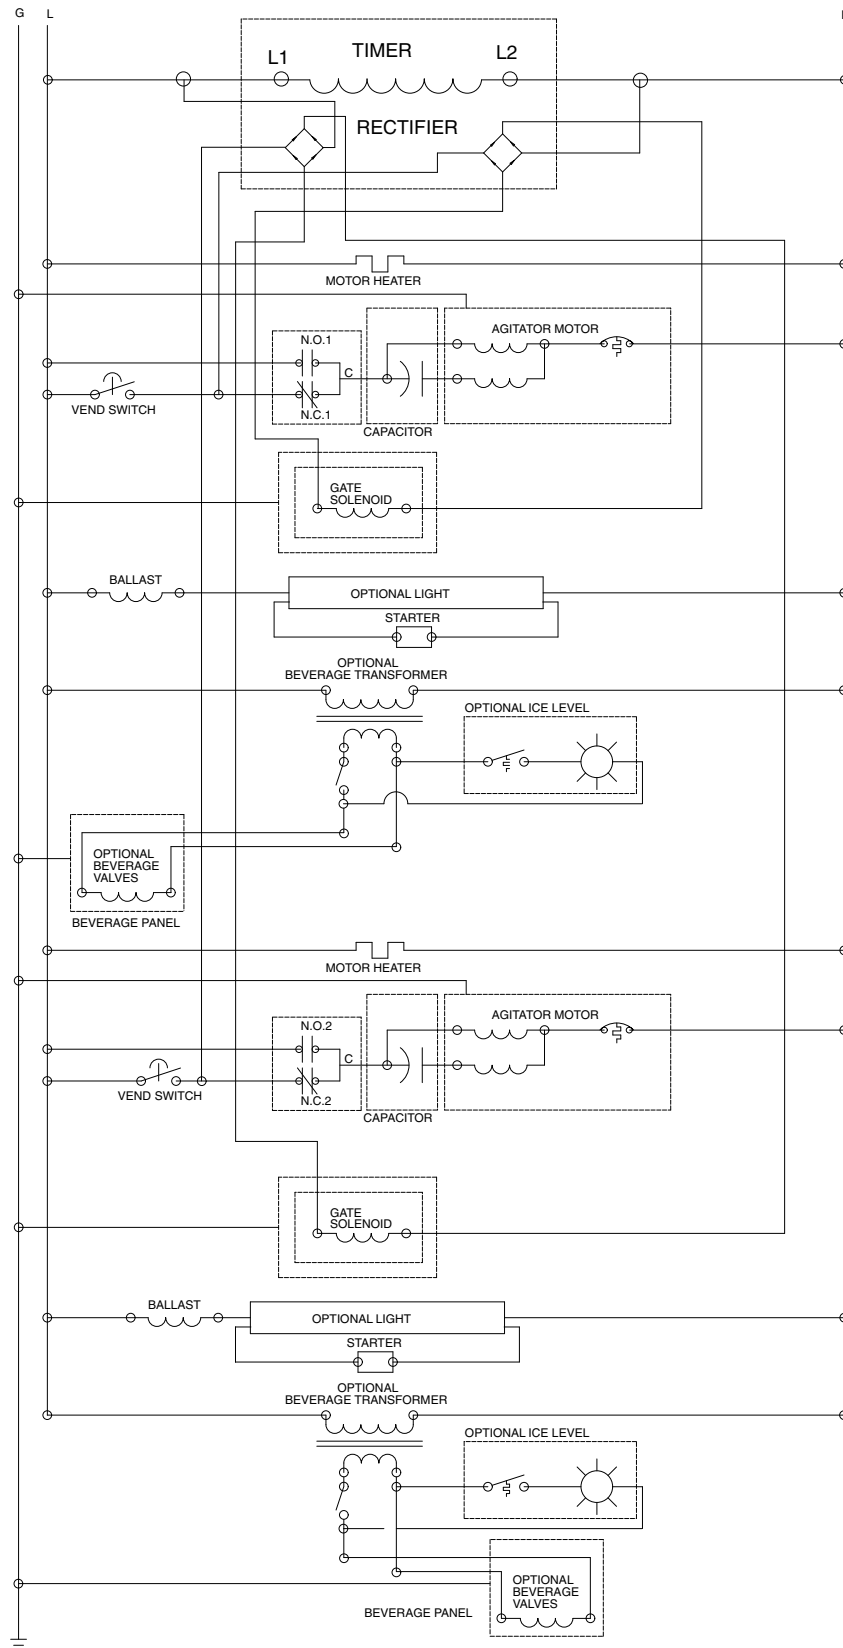 G
L
TIMER
L1
L2
RECTIFIER
MOTOR HEATER
N.O.1
AGITATOR MOTOR
C
VEND SWITCH
N.C.1
CAPACITOR
GATE
SOLENOID
BALLAST
OPTIONAL LIGHT
STARTER
OPTIONAL
BEVERAGE TRANSFORMER
OPTIONAL ICE LEVEL
OPTIONAL
BEVERAGE
VALVES
BEVERAGE PANEL
MOTOR HEATER
N.O.2
AGITATOR MOTOR
C
VEND SWITCH
N.C.2
CAPACITOR
GATE
SOLENOID
BALLAST
OPTIONAL LIGHT
STARTER
OPTIONAL
BEVERAGE TRANSFORMER
OPTIONAL ICE LEVEL
OPTIONAL
BEVERAGE
VALVES
BEVERAGE PANEL